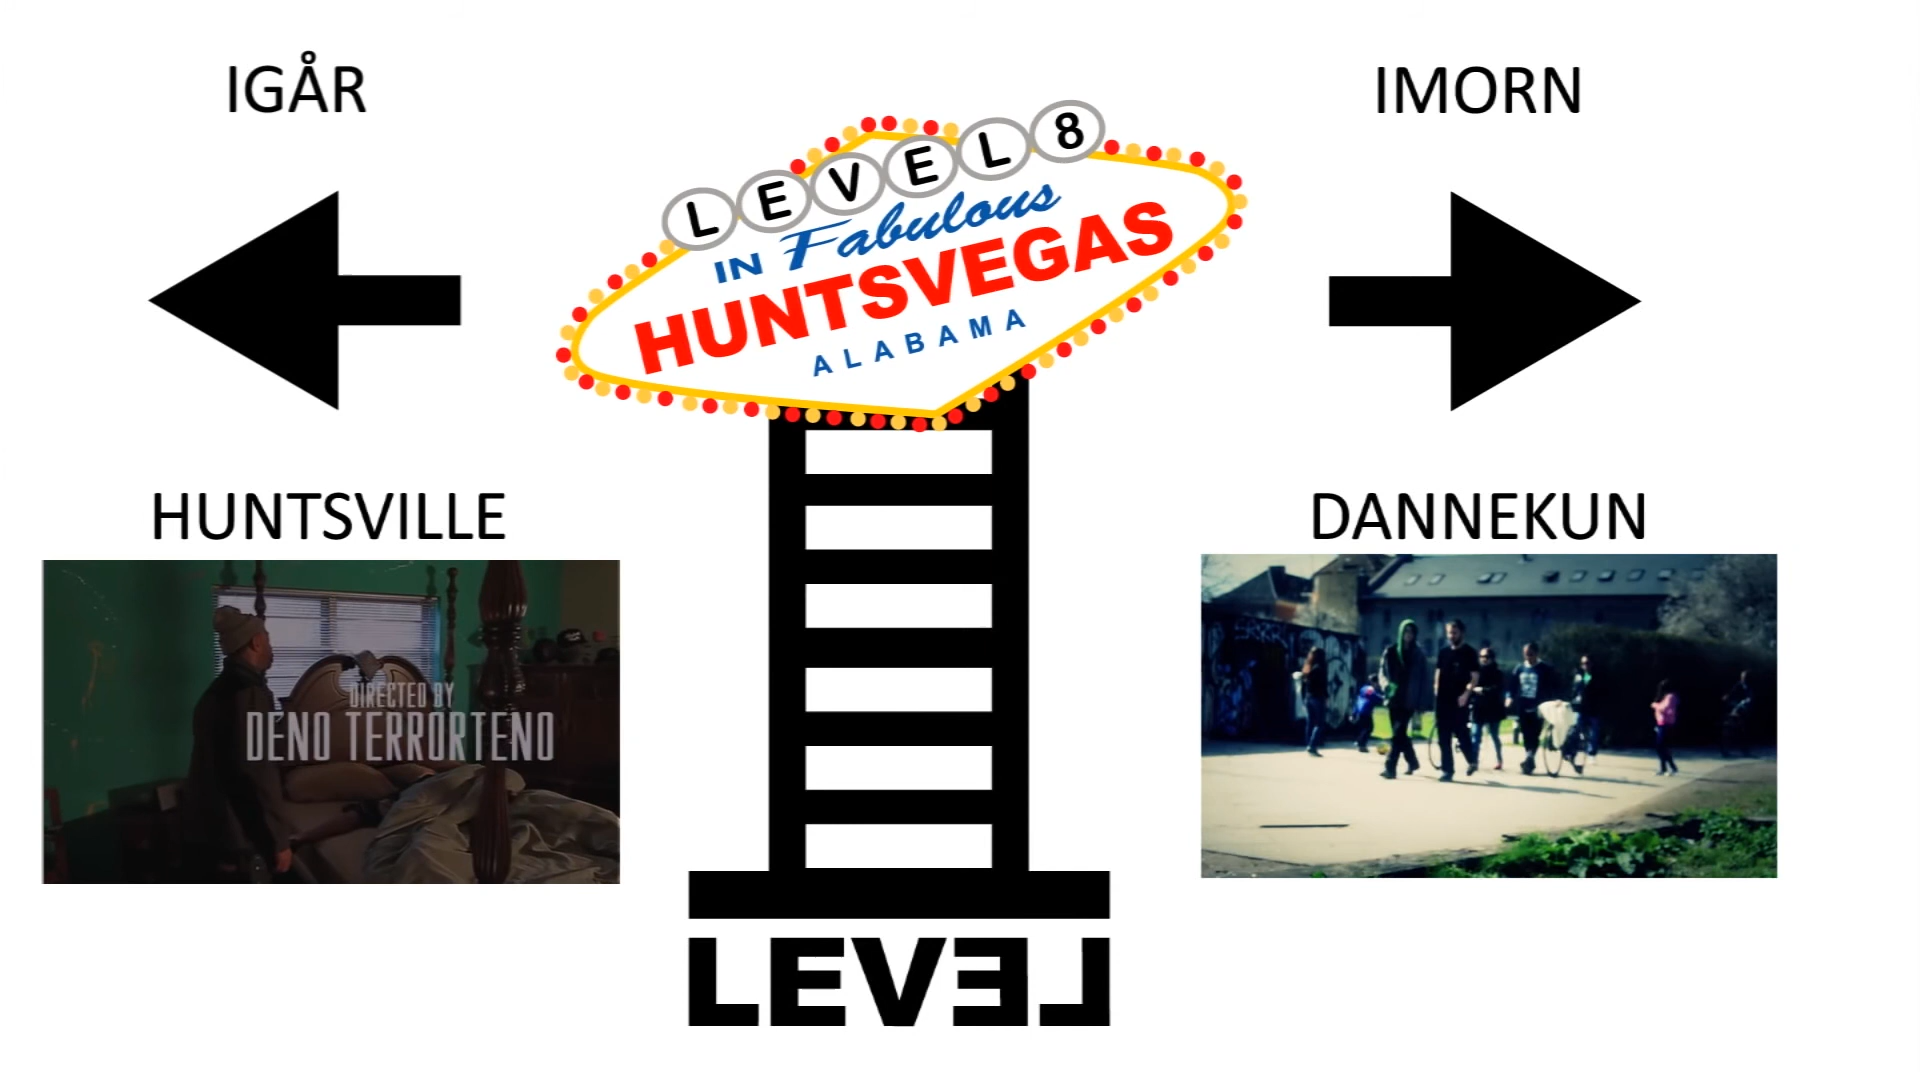 IGÅR
IMORN
LEVEL 8
IN Fabulous
HUNTSVEGAS
ALABAMA
HUNTSVILLE
DANNEKUN
DIRECTED BY
DENO TERRORTENO
LEVEL